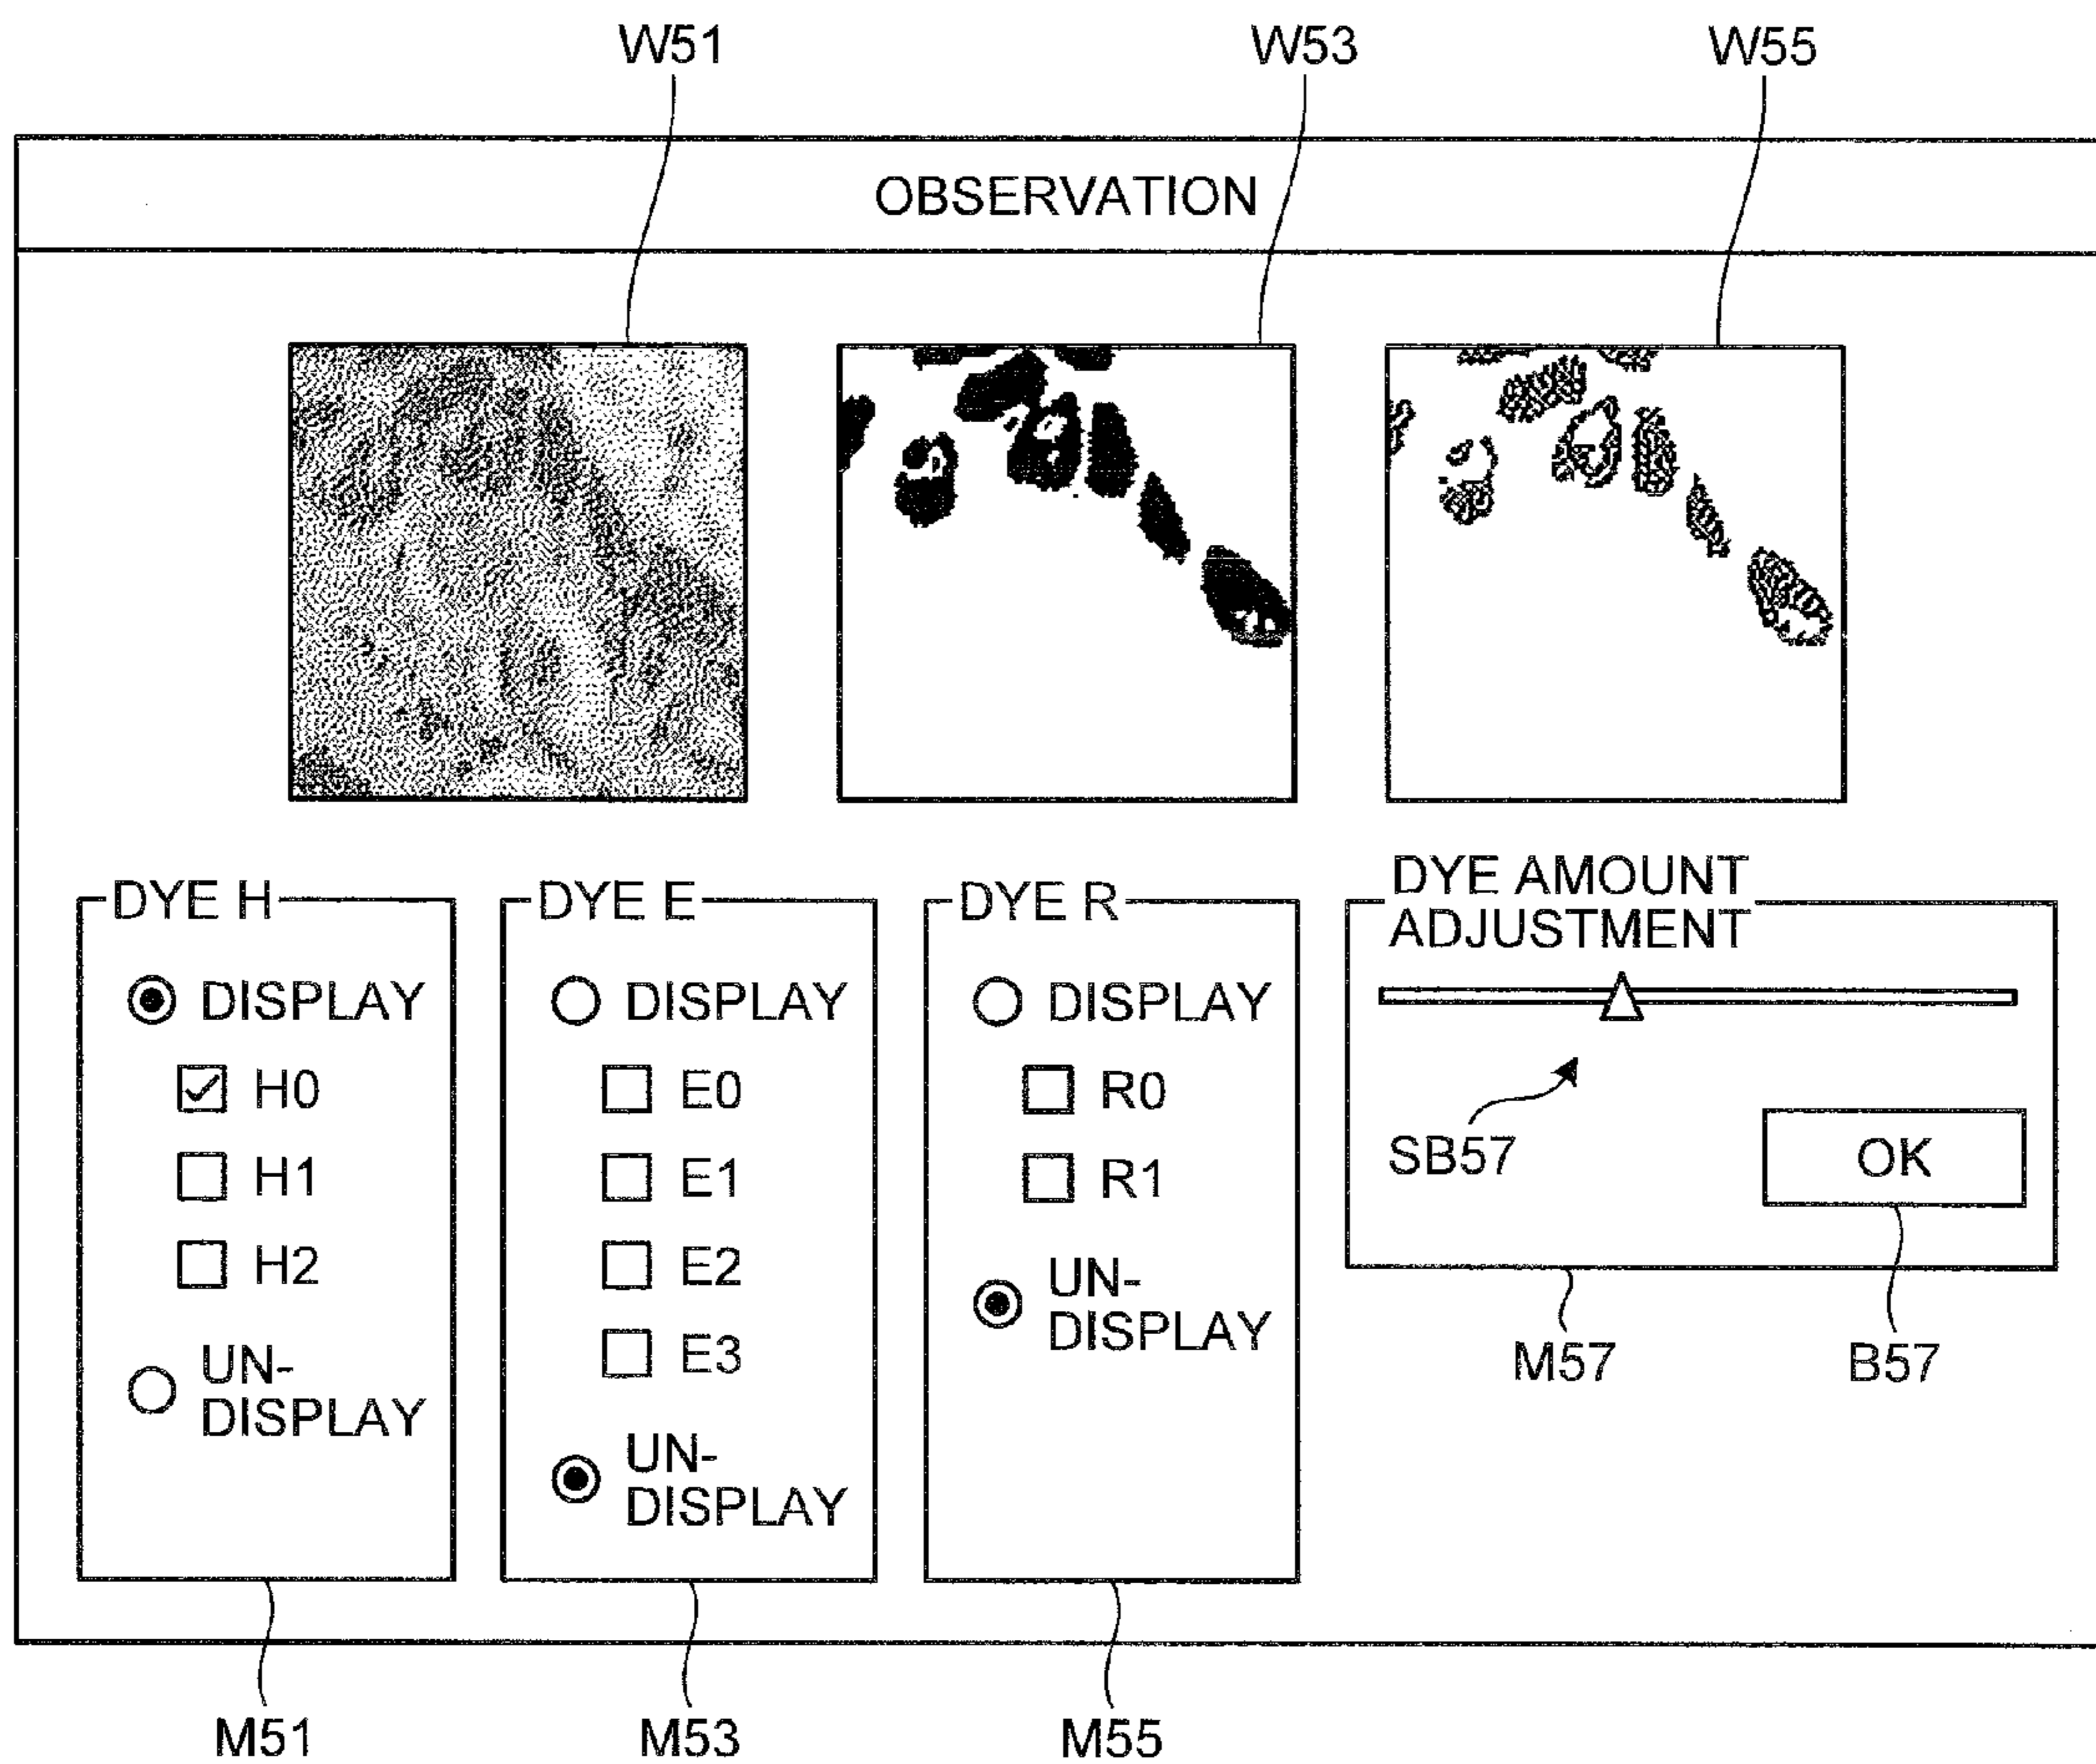 W51 W53 W55
OBSERVATION
DYE H
DISPLAY
H0
H1
H2
UN-
DISPLAY
DYE E
DISPLAY
E0
E1
E2
E3
UN-
DISPLAY
DYE R
DISPLAY
R0
R1
UN-
DISPLAY
DYE AMOUNT
ADJUSTMENT
SB57
OK
M57 B57
M51 M53 M55